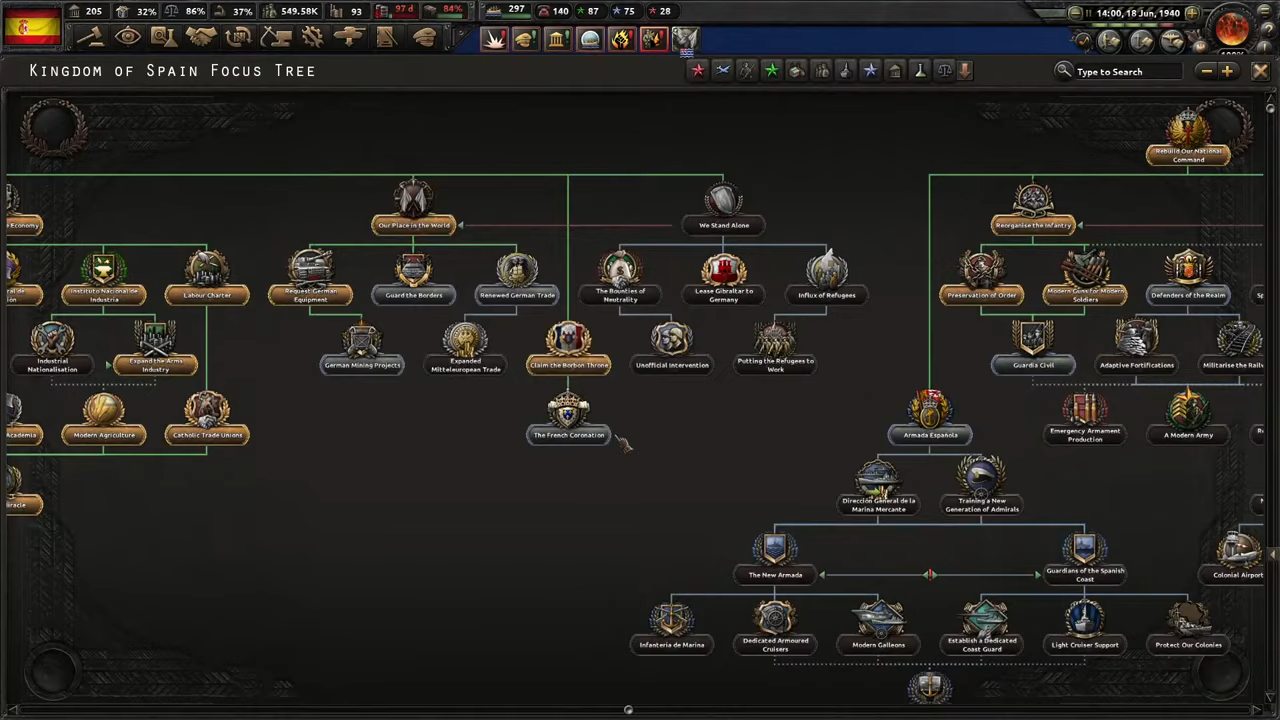 205
32%
86%
37%
549.58K
93
97 d
84%
297
140
87
75
28
14:00, 18 Jun, 1940
Kingdom of Spain Focus Tree
Type to Search
Rebuild Our National
Command
Economy
Our Place in the World
We Stand Alone
Reorganise the Infantry
Instituto Nacional de
Industria
Labour Charter
Request German
Equipment
Guard the Borders
Renewed German Trade
The Bounties of
Neutrality
Lease Gibraltar to
Germany
Influx of Refugees
Preservation of Order
Modern Guns for Modern
Soldiers
Defenders of the Realm
Industrial
Nationalisation
Expand the Arms
Industry
German Mining Projects
Expanded
Mitteleuropean Trade
Claim the Borbon Throne
Unofficial Intervention
Putting the Refugees to
Work
Guardia Civil
Adaptive Fortifications
Militarise the Railw
Academia
Modern Agriculture
Catholic Trade Unions
The French Coronation
Armada Española
Emergency Armament
Production
A Modern Army
Dirección General de la
Marina Mercante
Training a New
Generation of Admirals
The New Armada
Guardians of the Spanish
Coast
Colonial Airport
Infanteria de Marina
Dedicated Armoured
Cruisers
Modern Galleons
Establish a Dedicated
Coast Guard
Light Cruiser Support
Protect Our Colonies